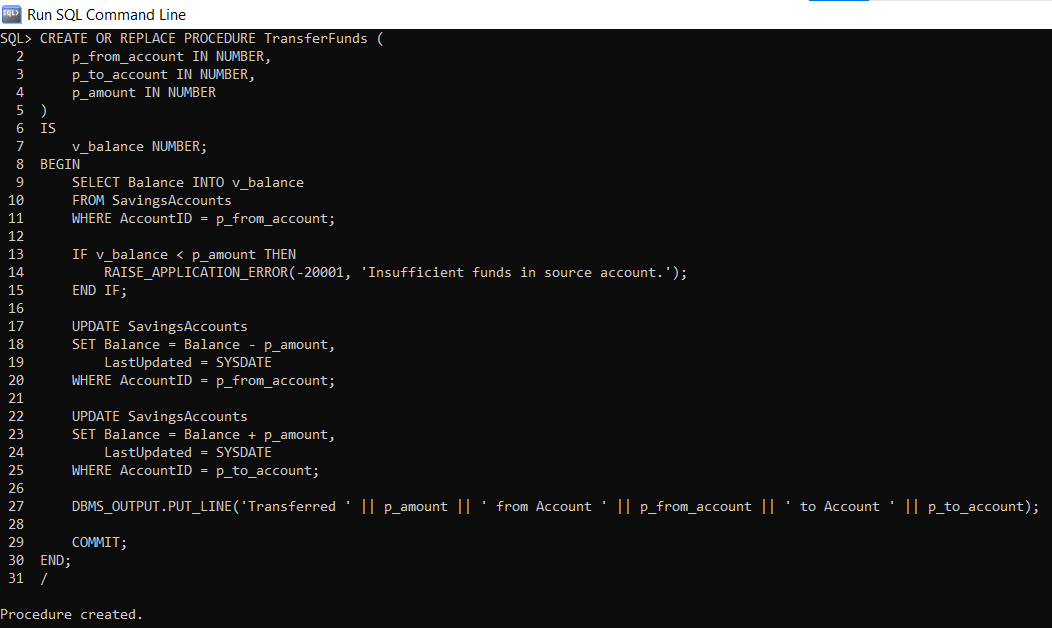 Run SQL Command Line
SQL> CREATE OR REPLACE PROCEDURE TransferFunds (
  2      p_from_account IN NUMBER,
  3      p_to_account IN NUMBER,
  4      p_amount IN NUMBER
  5  )
  6  IS
  7      v_balance NUMBER;
  8  BEGIN
  9      SELECT Balance INTO v_balance
 10      FROM SavingsAccounts
 11      WHERE AccountID = p_from_account;
 12
 13      IF v_balance < p_amount THEN
 14          RAISE_APPLICATION_ERROR(-20001, 'Insufficient funds in source account.');
 15      END IF;
 16
 17      UPDATE SavingsAccounts
 18      SET Balance = Balance - p_amount,
 19          LastUpdated = SYSDATE
 20      WHERE AccountID = p_from_account;
 21
 22      UPDATE SavingsAccounts
 23      SET Balance = Balance + p_amount,
 24          LastUpdated = SYSDATE
 25      WHERE AccountID = p_to_account;
 26
 27      DBMS_OUTPUT.PUT_LINE('Transferred ' || p_amount || ' from Account ' || p_from_account || ' to Account ' || p_to_account);
 28
 29      COMMIT;
 30  END;
 31  /
Procedure created.